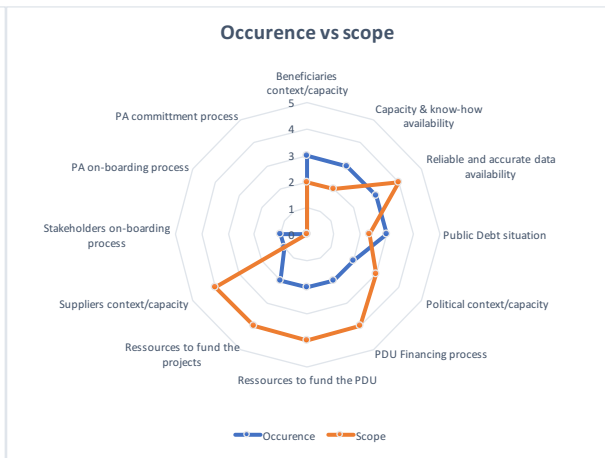 Occurence vs scope
Beneficiaries
context/capacity
Capacity & know-how
availability
Reliable and accurate data
availability
Public Debt situation
Political context/capacity
PDU Financing process
Ressources to fund the PDU
Ressources to fund the
projects
Suppliers context/capacity
Stakeholders on-boarding
process
PA on-boarding process
PA committment process
5
4
3
2
1
0
Occurence
Scope